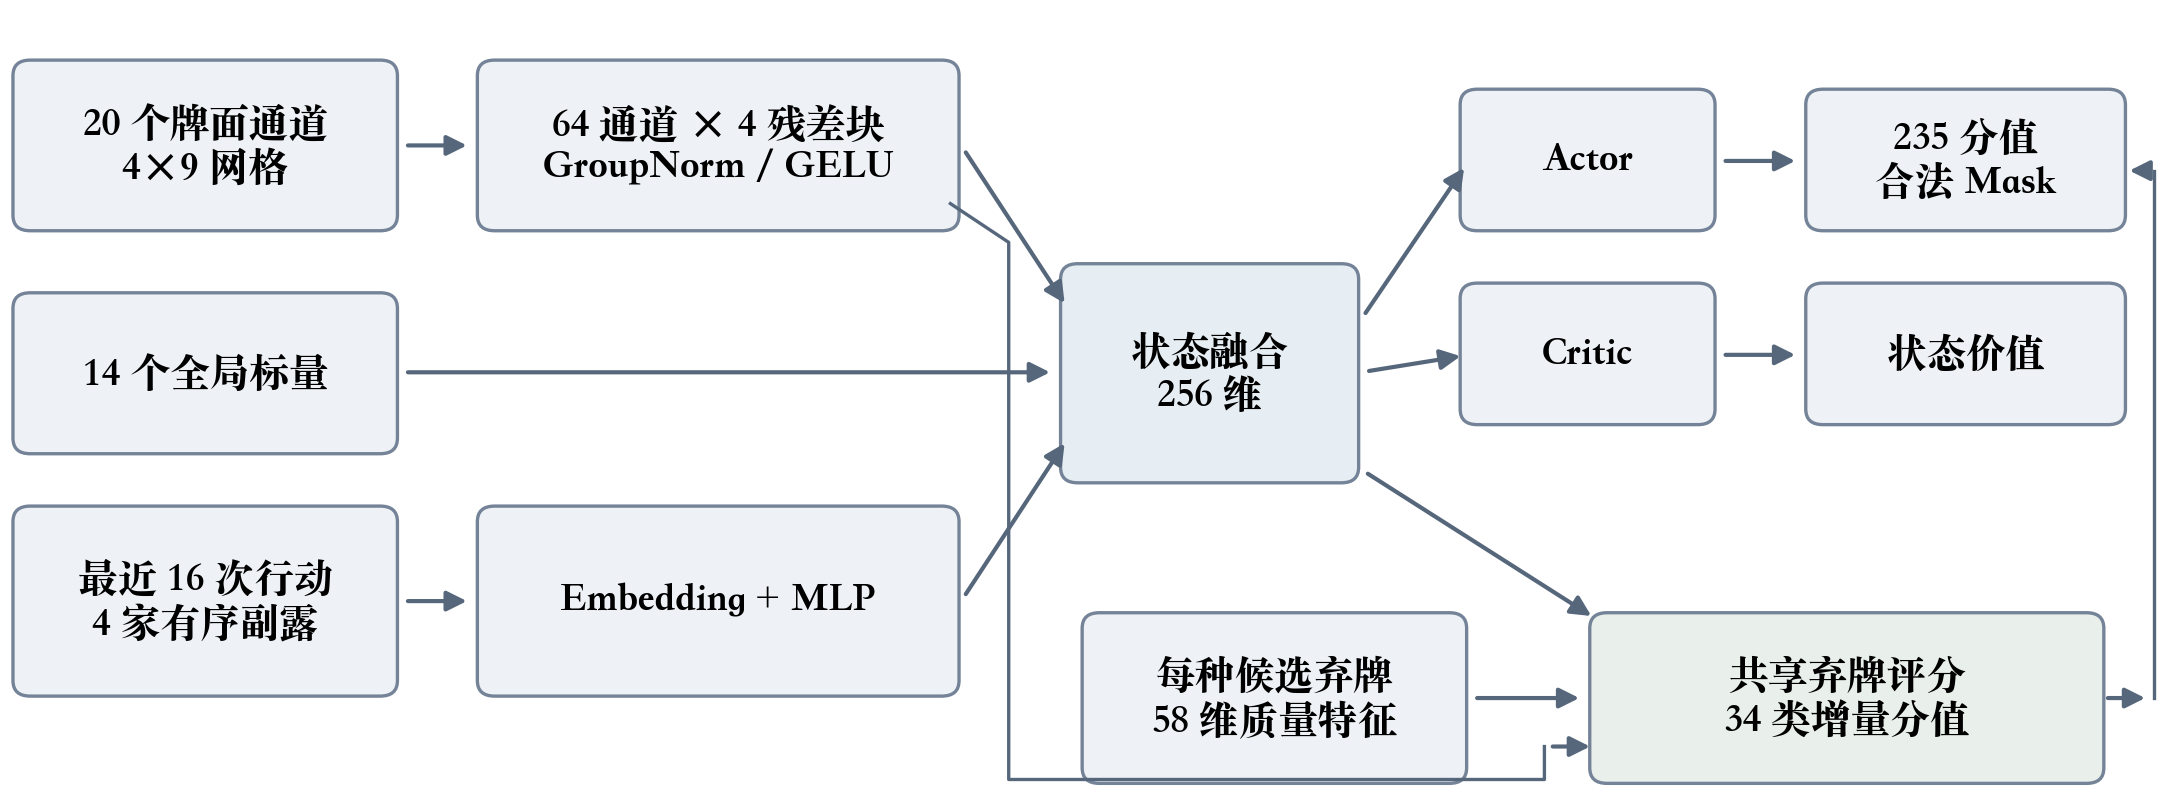 20 个牌面通道
4×9 网格
64 通道 × 4 残差块
GroupNorm / GELU
Actor
235 分值
合法 Mask
14 个全局标量
状态融合
256 维
Critic
状态价值
最近 16 次行动
4 家有序副露
Embedding + MLP
每种候选弃牌
58 维质量特征
共享弃牌评分
34 类增量分值